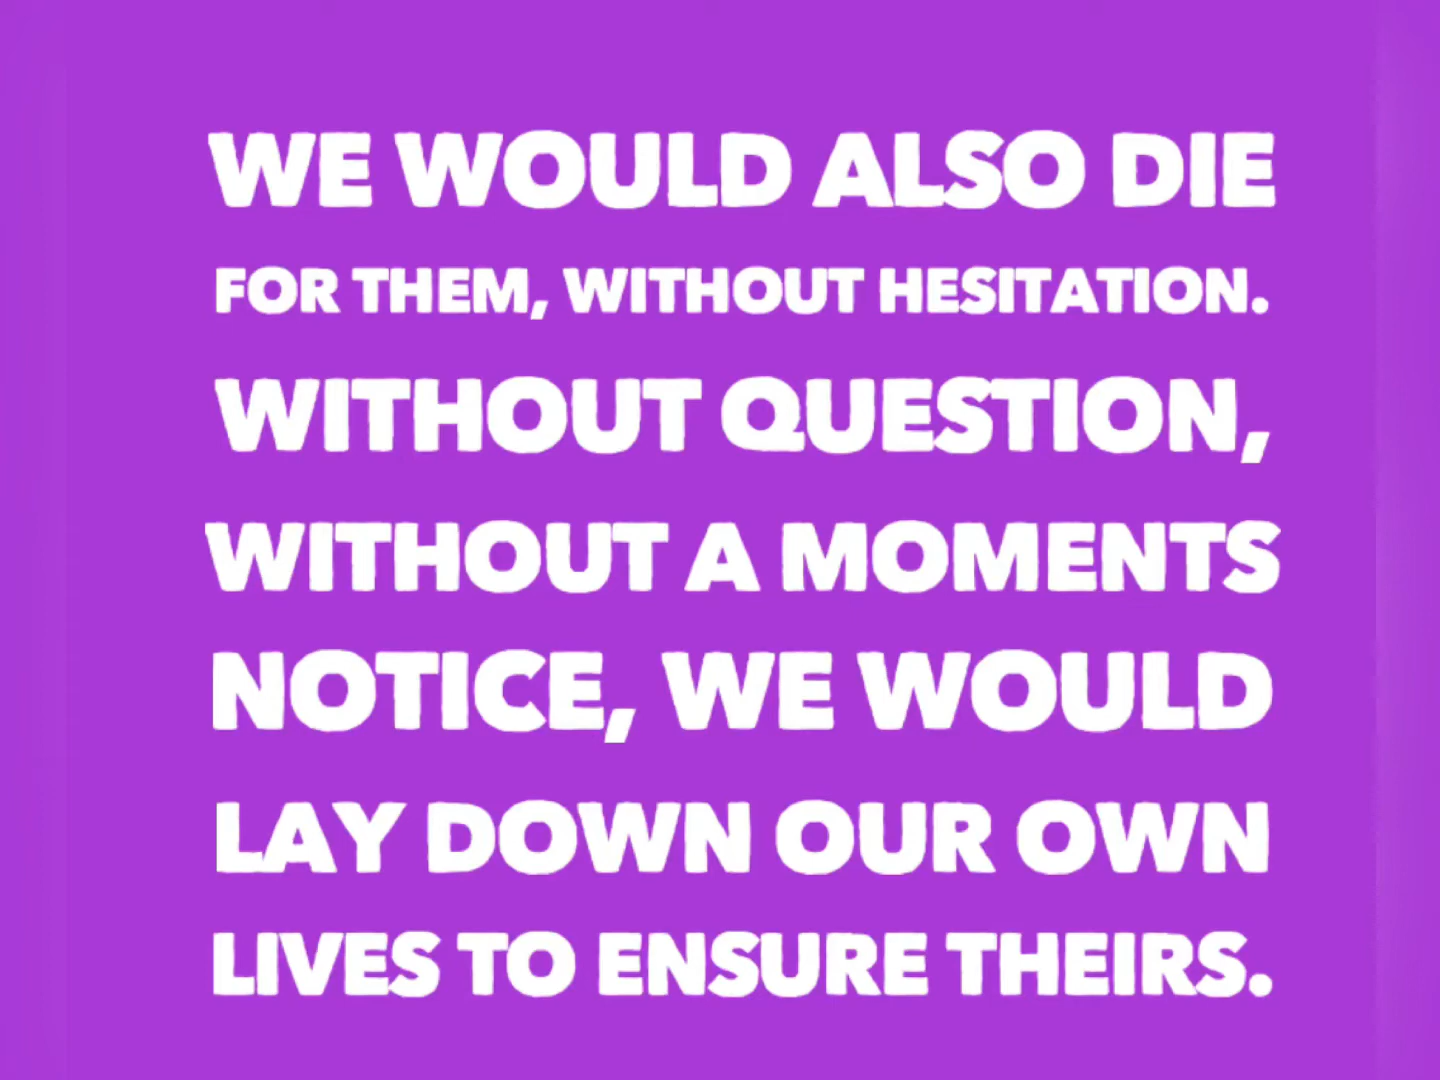 WE WOULD ALSO DIE
FOR THEM, WITHOUT HESITATION.
WITHOUT QUESTION,
WITHOUT A MOMENTS
NOTICE, WE WOULD
LAY DOWN OUR OWN
LIVES TO ENSURE THEIRS.